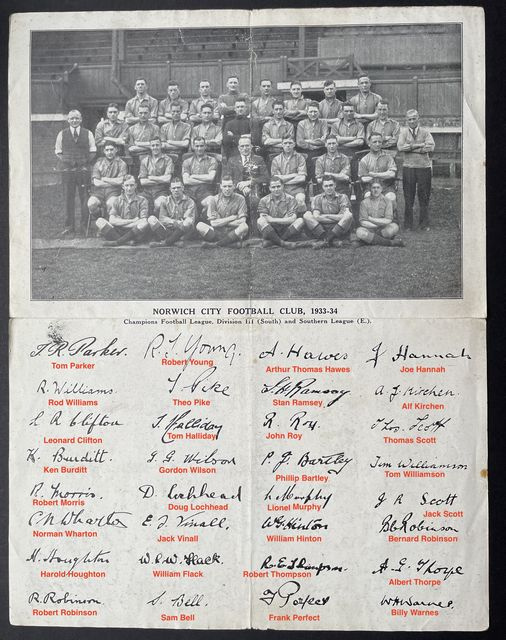 NORWICH CITY FOOTBALL CLUB, 1933-34
Champions Football League, Division III (South) and Southern League (E.).
T. R. Parker. R. S. Young. A. Hawes J. Hannah
Tom Parker Robert Young Arthur Thomas Hawes Joe Hannah
R. Williams T. Pike S. Ramsay A. J. Kirchen.
Rod Williams Theo Pike Stan Ramsey Alf Kirchen
L R Clifton T. Halliday R. Roy. Thos. Scott
Leonard Clifton Tom Halliday John Roy Thomas Scott
K. Burditt. G. G. Wilson P. J. Bartley Tom Williamson
Ken Burditt Gordon Wilson Phillip Bartley Tom Williamson
R. Morris. D. Lochhead L. Murphy J R Scott
Robert Morris Doug Lochhead Lionel Murphy Jack Scott
P. N Wharton E. J. Vinall. W G Hinton B C Robinson
Norman Wharton Jack Vinall William Hinton Bernard Robinson
H. Houghton W. L. W. Flack. R. E. Thompson. A. E. Thorpe
Harold Houghton William Flack Robert Thompson Albert Thorpe
R. Robinson S. Bell. F Perfect W H Warnes.
Robert Robinson Sam Bell Frank Perfect Billy Warnes